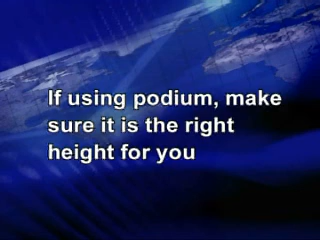 If using podium, make
sure it is the right
height for you